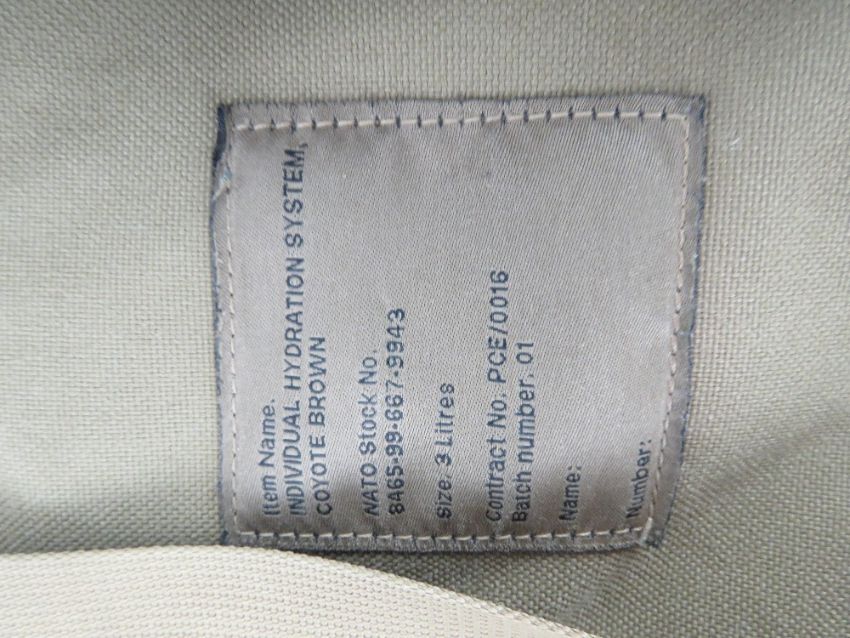 Item Name.
INDIVIDUAL HYDRATION SYSTEM,
COYOTE BROWN
NATO Stock No.
8465-99-667-9943
Size: 3 Litres
Contract No. PCE/0016
Batch number. 01
Name:
Number: